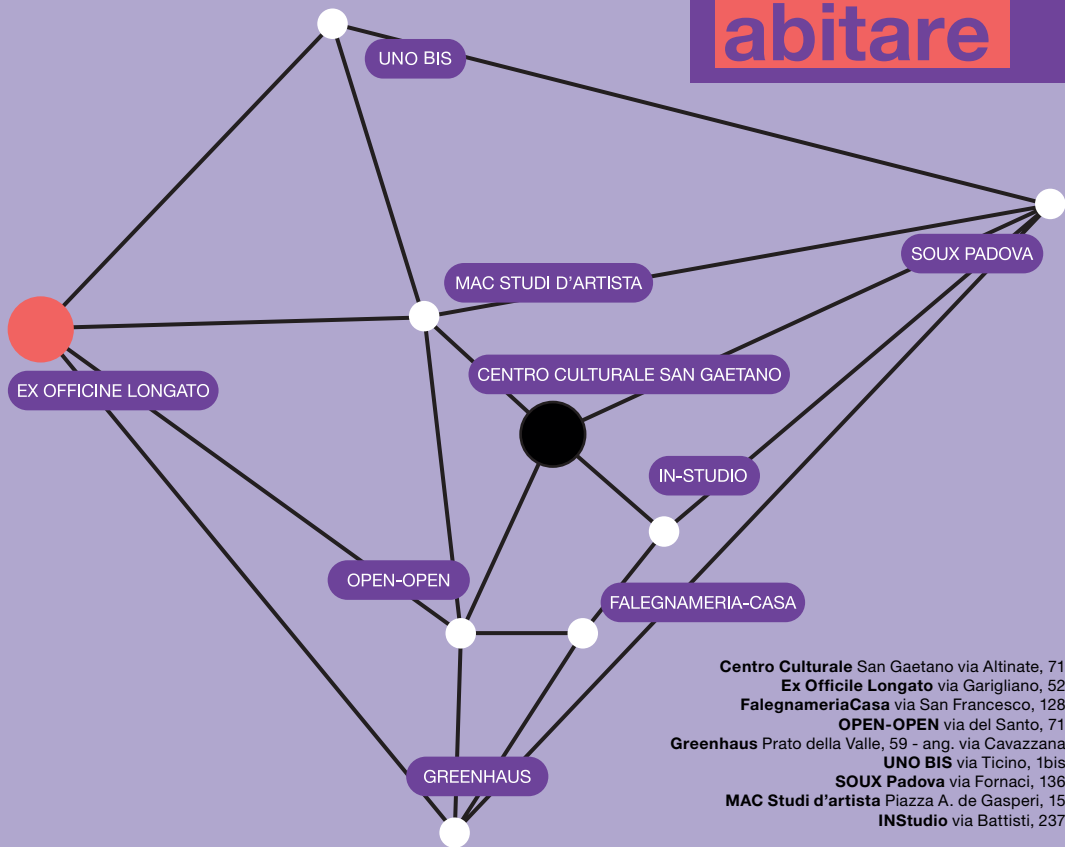 abitare
UNO BIS
SOUX PADOVA
MAC STUDI D'ARTISTA
CENTRO CULTURALE SAN GAETANO
EX OFFICINE LONGATO
IN-STUDIO
OPEN-OPEN
FALEGNAMERIA-CASA
GREENHAUS
Centro Culturale San Gaetano via Altinate, 71
Ex Officile Longato via Garigliano, 52
FalegnameriaCasa via San Francesco, 128
OPEN-OPEN via del Santo, 71
Greenhaus Prato della Valle, 59 - ang. via Cavazzana
UNO BIS via Ticino, 1bis
SOUX Padova via Fornaci, 136
MAC Studi d'artista Piazza A. de Gasperi, 15
INStudio via Battisti, 237